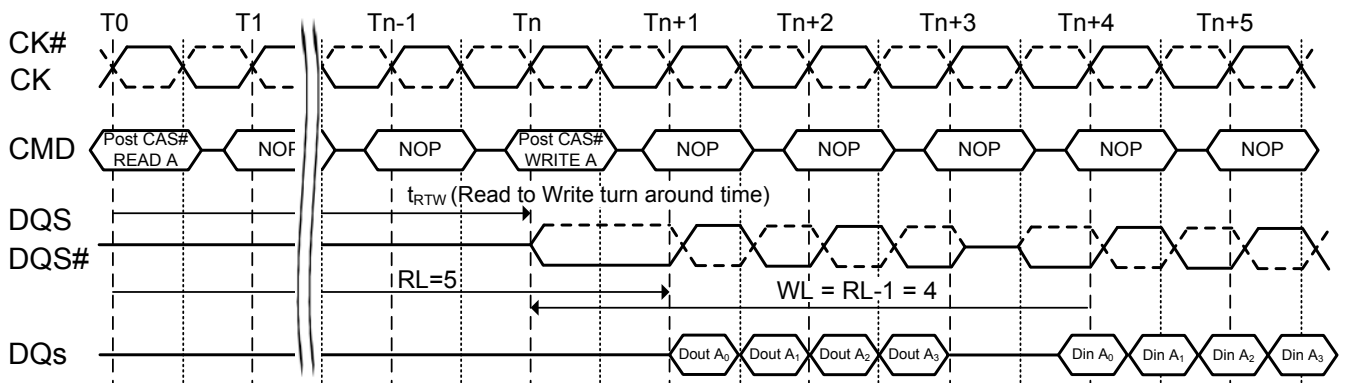 T0 T1 Tn-1 Tn Tn+1 Tn+2 Tn+3 Tn+4 Tn+5
CK#
CK
CMD Post CAS# READ A NOP NOP Post CAS# WRITE A NOP NOP NOP NOP NOP
tRTW (Read to Write turn around time)
DQS
DQS#
RL=5 WL = RL-1 = 4
DQs Dout A0 Dout A1 Dout A2 Dout A3 Din A0 Din A1 Din A2 Din A3